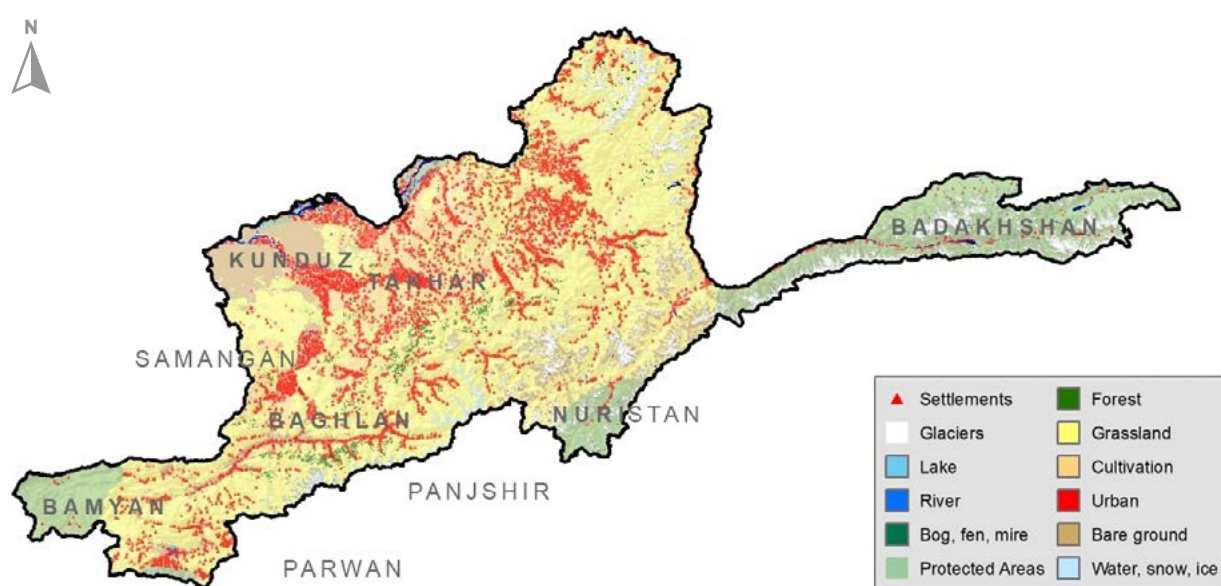 N
BADAKHSHAN
KUNDUZ
TAKHAR
SAMANGAN
BAGHLAN
NURISTAN
PANJSHIR
BAMYAN
PARWAN
Settlements
Forest
Glaciers
Grassland
Lake
Cultivation
River
Urban
Bog, fen, mire
Bare ground
Protected Areas
Water, snow, ice